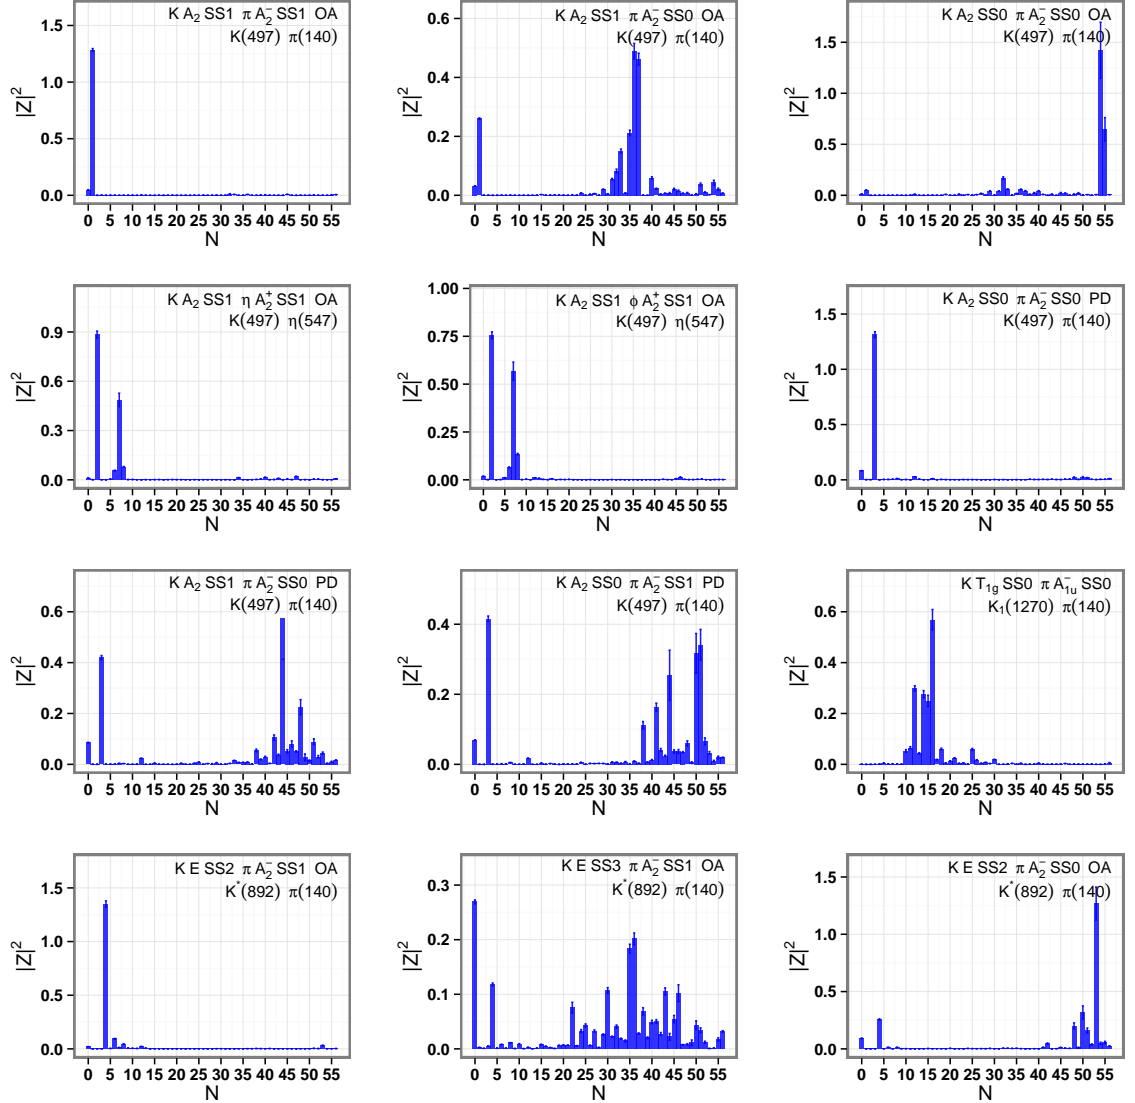 K A₂ SS1 π A₂⁻ SS1 OA
K(497) π(140)
|Z|²
1.5
1.0
0.5
0.0
0 5 10 15 20 25 30 35 40 45 50 55
N
K A₂ SS1 π A₂⁻ SS0 OA
K(497) π(140)
|Z|²
0.6
0.4
0.2
0.0
0 5 10 15 20 25 30 35 40 45 50 55
N
K A₂ SS0 π A₂⁻ SS0 OA
K(497) π(140)
|Z|²
1.5
1.0
0.5
0.0
0 5 10 15 20 25 30 35 40 45 50 55
N
K A₂ SS1 η A₂⁺ SS1 OA
K(497) η(547)
|Z|²
0.9
0.6
0.3
0.0
0 5 10 15 20 25 30 35 40 45 50 55
N
K A₂ SS1 ϕ A₂⁺ SS1 OA
K(497) η(547)
|Z|²
1.00
0.75
0.50
0.25
0.00
0 5 10 15 20 25 30 35 40 45 50 55
N
K A₂ SS0 π A₂⁻ SS0 PD
K(497) π(140)
|Z|²
1.5
1.0
0.5
0.0
0 5 10 15 20 25 30 35 40 45 50 55
N
K A₂ SS1 π A₂⁻ SS0 PD
K(497) π(140)
|Z|²
0.6
0.4
0.2
0.0
0 5 10 15 20 25 30 35 40 45 50 55
N
K A₂ SS0 π A₂⁻ SS1 PD
K(497) π(140)
|Z|²
0.4
0.2
0.0
0 5 10 15 20 25 30 35 40 45 50 55
N
K T₁g SS0 π A₁ᵤ⁻ SS0
K₁(1270) π(140)
|Z|²
0.6
0.4
0.2
0.0
0 5 10 15 20 25 30 35 40 45 50 55
N
K E SS2 π A₂⁻ SS1 OA
K*(892) π(140)
|Z|²
1.5
1.0
0.5
0.0
0 5 10 15 20 25 30 35 40 45 50 55
N
K E SS3 π A₂⁻ SS1 OA
K*(892) π(140)
|Z|²
0.3
0.2
0.1
0.0
0 5 10 15 20 25 30 35 40 45 50 55
N
K E SS2 π A₂⁻ SS0 OA
K*(892) π(140)
|Z|²
1.5
1.0
0.5
0.0
0 5 10 15 20 25 30 35 40 45 50 55
N